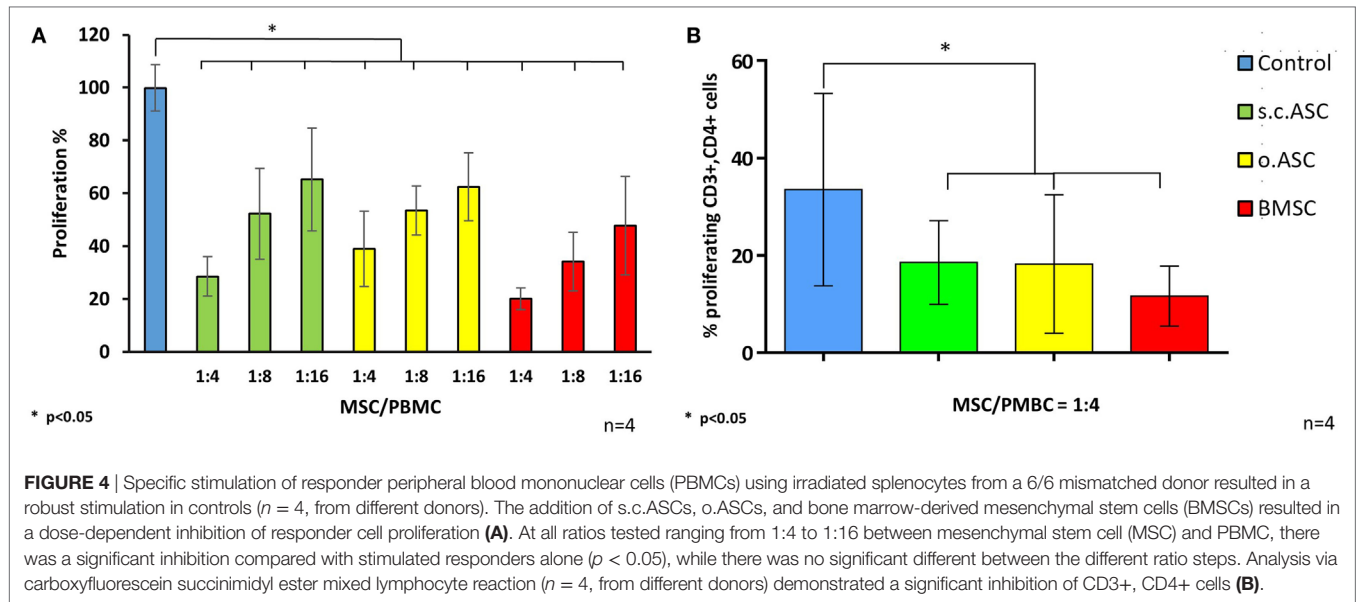 A
120
100
80
60
40
20
0
Proliferation %
*
1:4 1:8 1:16 1:4 1:8 1:16 1:4 1:8 1:16
MSC/PBMC
* p<0.05
n=4
B
60
40
20
0
% proliferating CD3+,CD4+ cells
*
MSC/PMBC = 1:4
* p<0.05
n=4
Control
s.c.ASC
o.ASC
BMSC
FIGURE 4 | Specific stimulation of responder peripheral blood mononuclear cells (PBMCs) using irradiated splenocytes from a 6/6 mismatched donor resulted in a
robust stimulation in controls (n = 4, from different donors). The addition of s.c.ASCs, o.ASCs, and bone marrow-derived mesenchymal stem cells (BMSCs) resulted in
a dose-dependent inhibition of responder cell proliferation (A). At all ratios tested ranging from 1:4 to 1:16 between mesenchymal stem cell (MSC) and PBMC, there
was a significant inhibition compared with stimulated responders alone (p < 0.05), while there was no significant different between the different ratio steps. Analysis via
carboxyfluorescein succinimidyl ester mixed lymphocyte reaction (n = 4, from different donors) demonstrated a significant inhibition of CD3+, CD4+ cells (B).